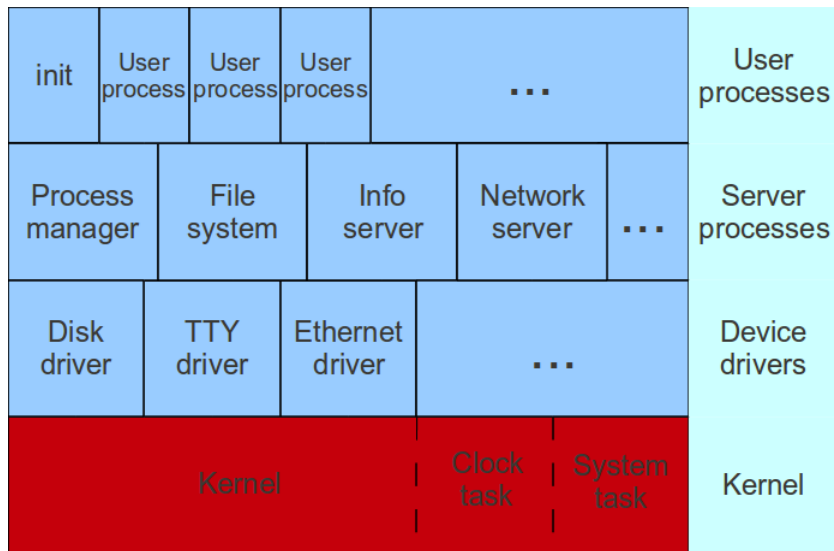 init
User
process
User
process
User
process
...
User
processes
Process
manager
File
system
Info
server
Network
server
...
Server
processes
Disk
driver
TTY
driver
Ethernet
driver
...
Device
drivers
Kernel
Clock
task
System
task
Kernel